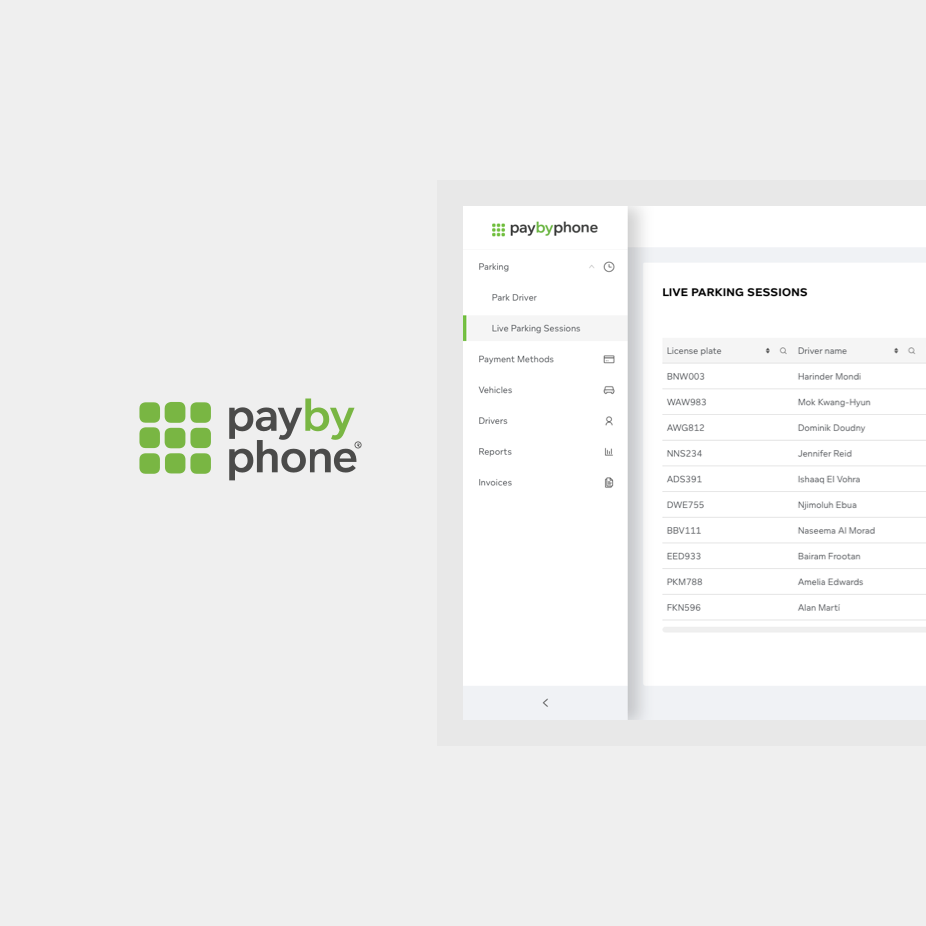 payby
phone
paybyphone
Parking
Park Driver
Live Parking Sessions
Payment Methods
Vehicles
Drivers
Reports
Invoices
LIVE PARKING SESSIONS
License plate Driver name
BNW003 Harinder Mondi
WAW983 Mok Kwang-Hyun
AWG812 Dominik Doudny
NNS234 Jennifer Reid
ADS391 Ishaaq El Vohra
DWE755 Njimoluh Ebua
BBV111 Naseema Al Morad
EED933 Bairam Frootan
PKM788 Amelia Edwards
FKN596 Alan Marti